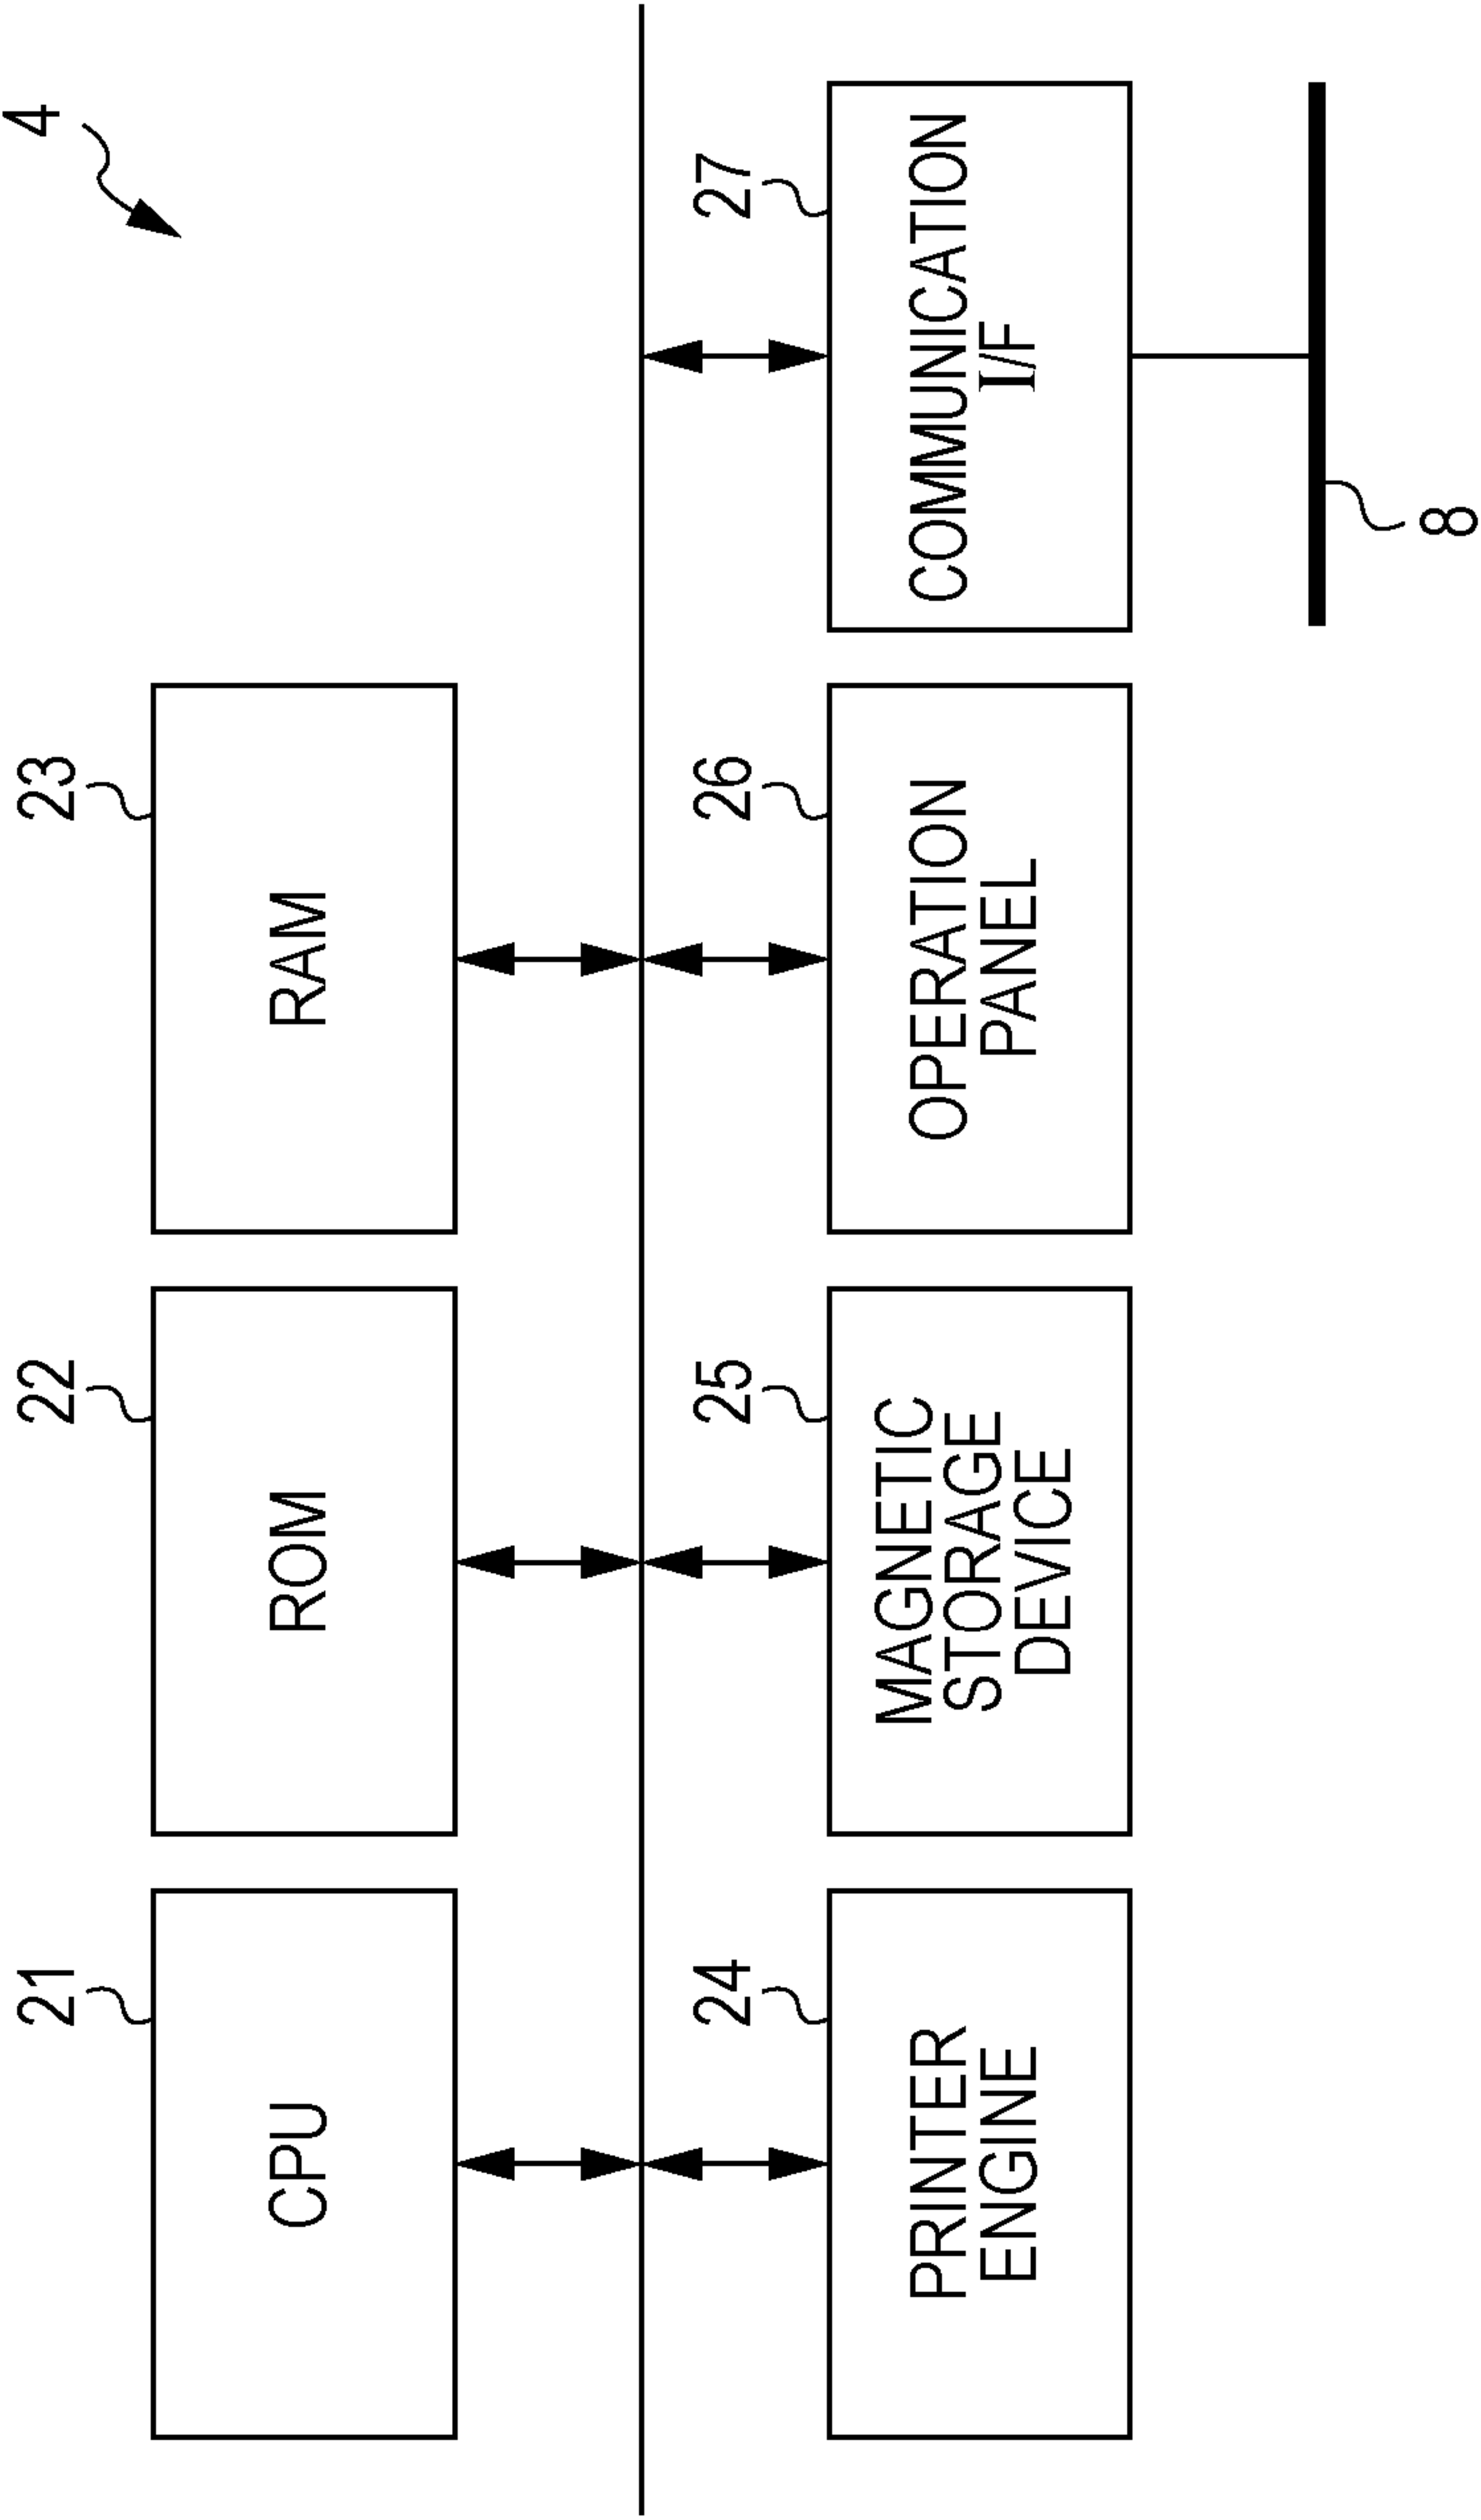 4
21
CPU
22
ROM
23
RAM
24
PRINTER
ENGINE
25
MAGNETIC
STORAGE
DEVICE
26
OPERATION
PANEL
27
COMMUNICATION
I/F
8